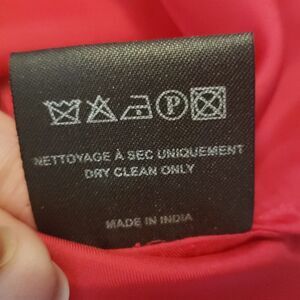 NETTOYAGE À SEC UNIQUEMENT
DRY CLEAN ONLY
MADE IN INDIA